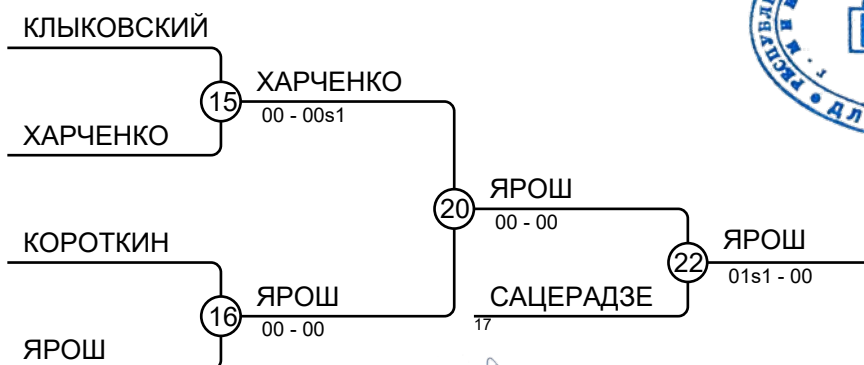 КЛЫКОВСКИЙ
15
ХАРЧЕНКО
00 - 00s1
ХАРЧЕНКО
20
ЯРОШ
00 - 00
КОРОТКИН
22
ЯРОШ
01s1 - 00
16
ЯРОШ
00 - 00
САЦЕРАДЗЕ
17
ЯРОШ